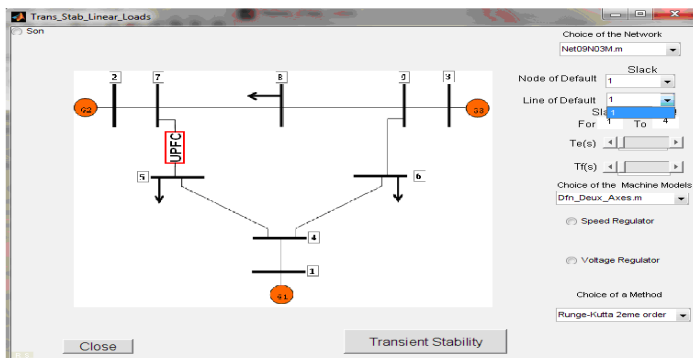 Trans_Stab_Linear_Loads
Son
Choice of the Network
Net09N03M.m
Slack
Node of Default 1
Line of Default 1
1
For 1 To 4
Te(s)
Tf(s)
Choice of the Machine Models
Dfn_Deux_Axes.m
Speed Regulator
Voltage Regulator
Choice of a Method
Runge-Kutta 2eme order
2 7 8 9 3
G2 G3
UPFC
5 6
4
1
G1
Close
Transient Stability